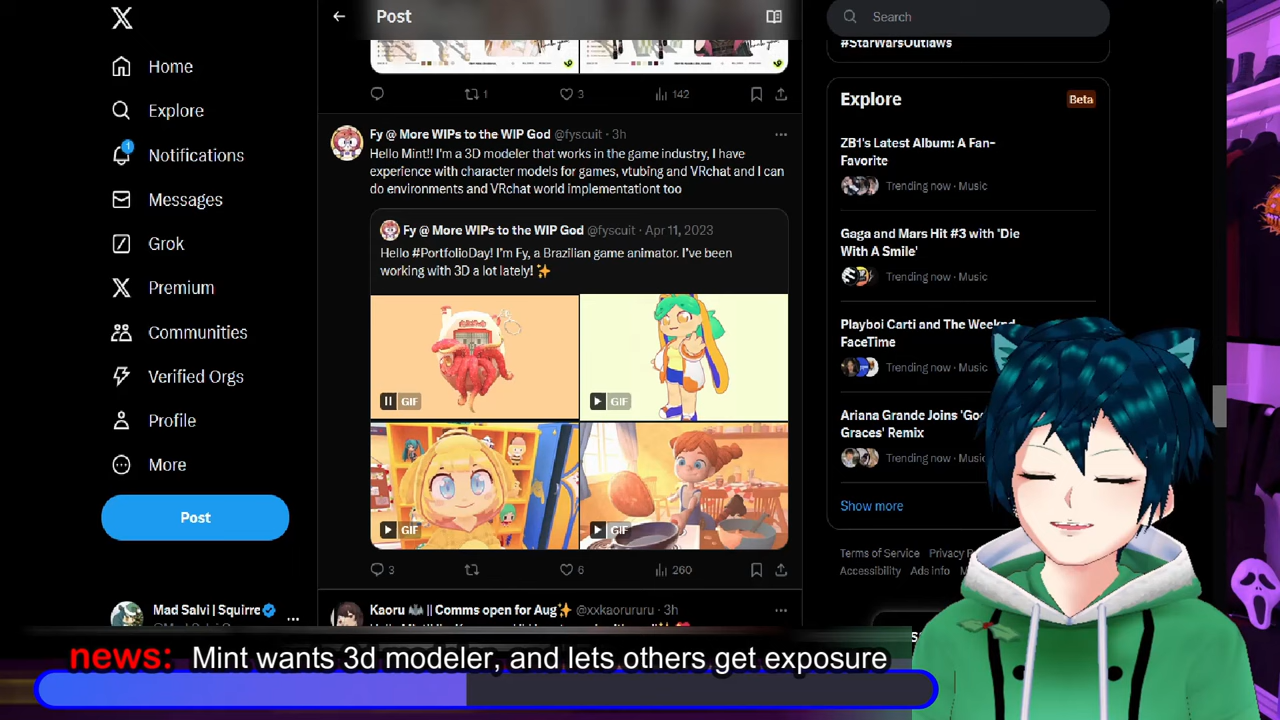 Post
Search
Home
Explore
1
Notifications
Messages
Grok
Premium
Communities
Verified Orgs
Profile
More
Post
Mad Salvi | Squirre
1
3
142
Fy @ More WIPs to the WIP God @fyscuit · 3h
Hello Mint!! I'm a 3D modeler that works in the game industry, I have
experience with character models for games, vtubing and VRchat and I can
do environments and VRchat world implementationt too
Fy @ More WIPs to the WIP God @fyscuit · Apr 11, 2023
Hello #PortfolioDay! I'm Fy, a Brazilian game animator. I've been
working with 3D a lot lately! ✨
GIF
GIF
GIF
GIF
3
6
260
Kaoru 🦇 || Comms open for Aug✨ @xxkaorururu · 3h
#StarWarsOutlaws
Explore
Beta
ZB1's Latest Album: A Fan-
Favorite
Trending now · Music
Gaga and Mars Hit #3 with 'Die
With A Smile'
Trending now · Music
Playboi Carti and The Weeknd
FaceTime
Trending now · Music
Ariana Grande Joins 'Goo
Graces' Remix
Trending now · Music
Show more
Terms of Service Privacy P
Accessibility Ads info
news: Mint wants 3d modeler, and lets others get exposure